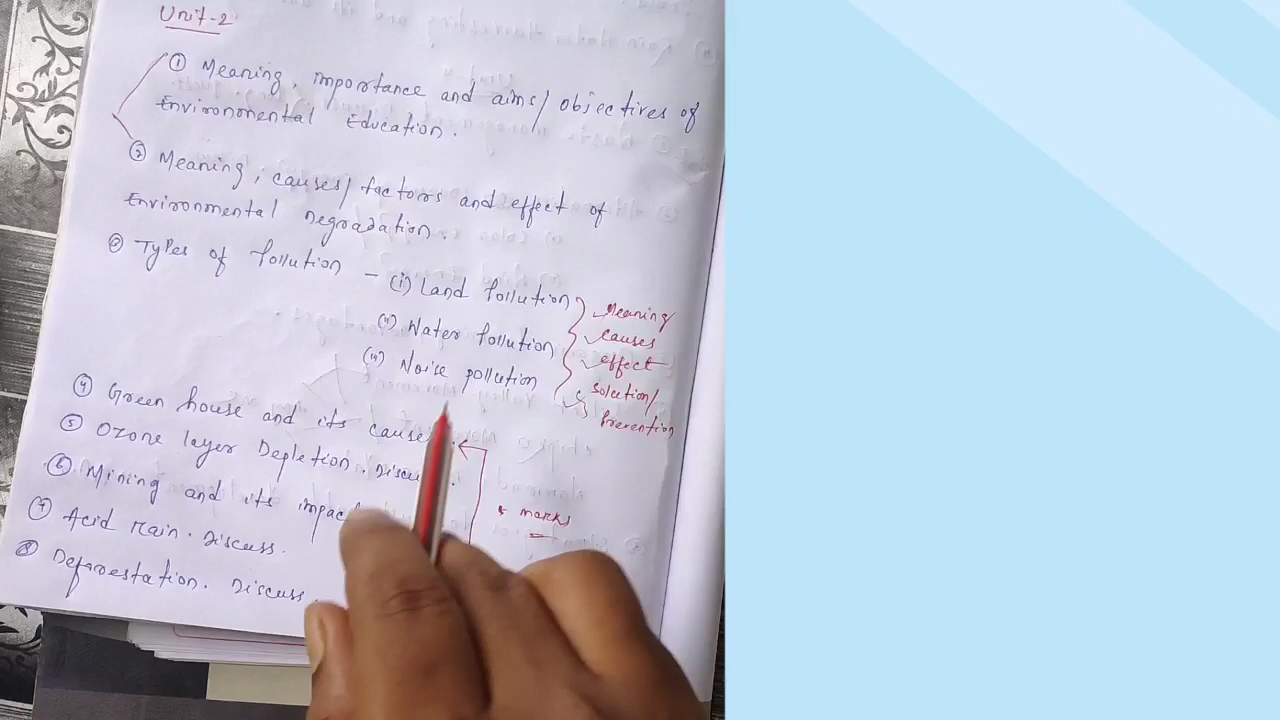 Unit-2
① Meaning, importance and aims/objectives of
Environmental Education.
② Meaning, causes/factors and effect of
Environmental Degradation.
③ Types of Pollution – (i) Land Pollution
(ii) Water Pollution
(iii) Noise pollution
Meaning
causes
effect
solution/
Prevention
④ Green house and its cause
⑤ Ozone layer Depletion. Discu
⑥ Mining and its impac
⑦ Acid rain. Discuss.
⑧ Deforestation. Discuss.
5 marks